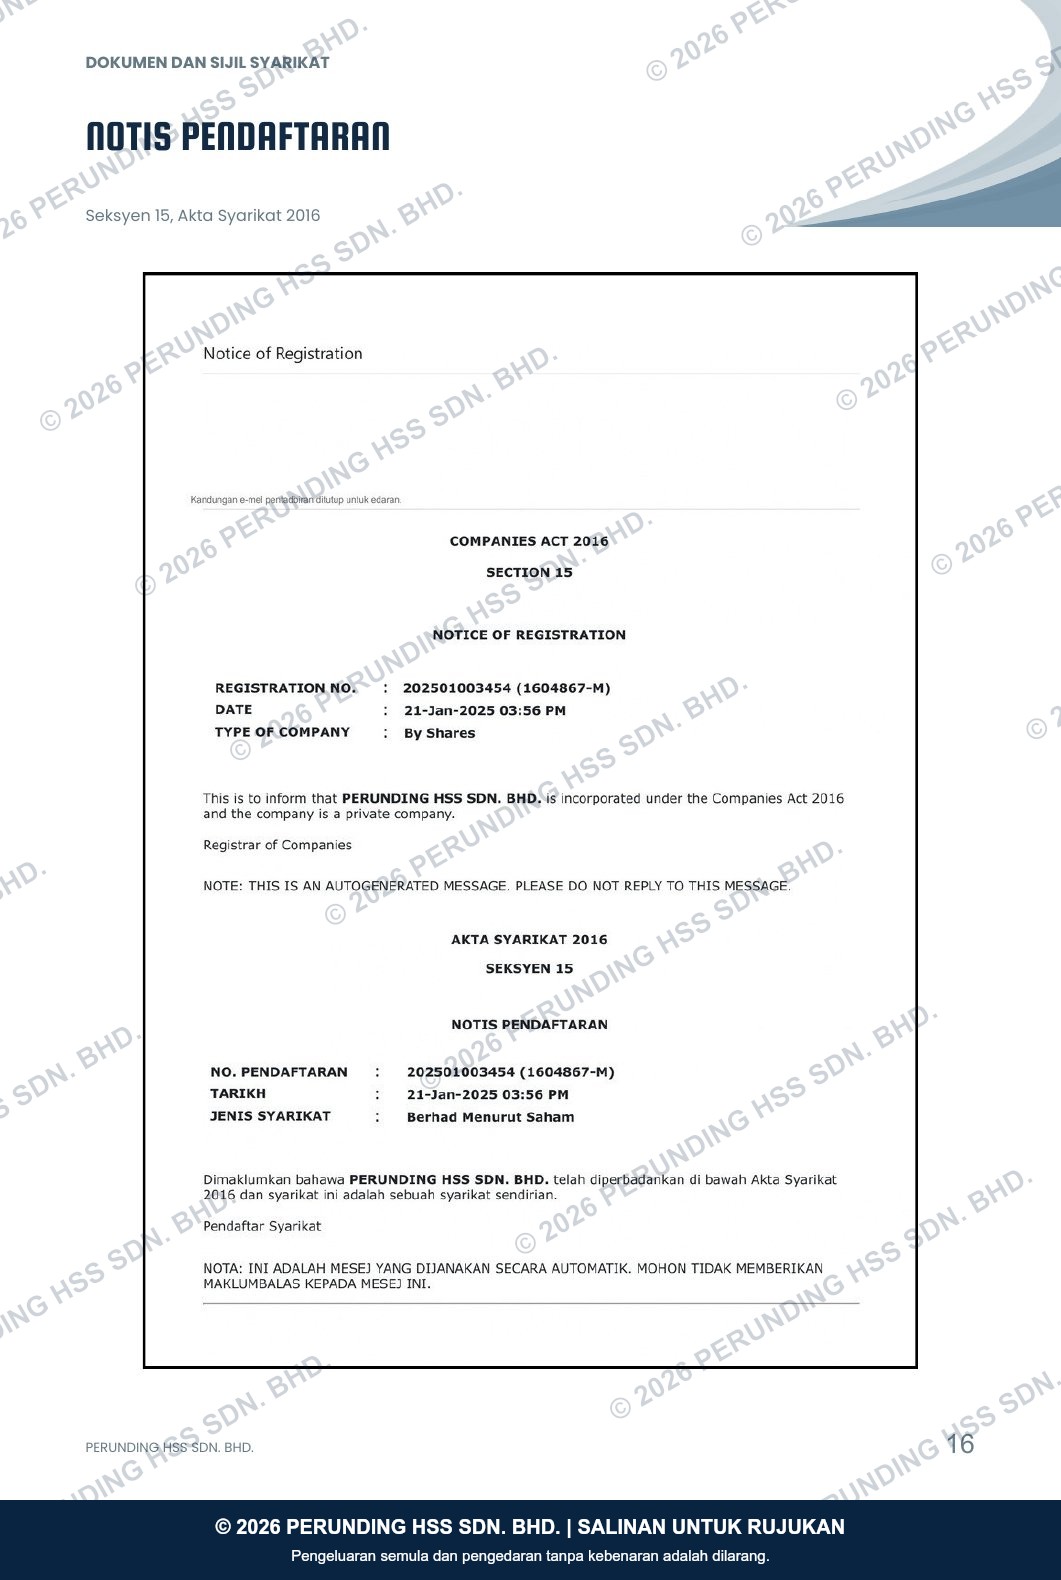 DOKUMEN DAN SIJIL SYARIKAT
NOTIS PENDAFTARAN
Seksyen 15, Akta Syarikat 2016
Notice of Registration
Kandungan e-mel pentadbiran ditutup untuk edaran.
COMPANIES ACT 2016
SECTION 15
NOTICE OF REGISTRATION
REGISTRATION NO. : 202501003454 (1604867-M)
DATE : 21-Jan-2025 03:56 PM
TYPE OF COMPANY : By Shares
This is to inform that PERUNDING HSS SDN. BHD. is incorporated under the Companies Act 2016
and the company is a private company.
Registrar of Companies
NOTE: THIS IS AN AUTOGENERATED MESSAGE. PLEASE DO NOT REPLY TO THIS MESSAGE.
AKTA SYARIKAT 2016
SEKSYEN 15
NOTIS PENDAFTARAN
NO. PENDAFTARAN : 202501003454 (1604867-M)
TARIKH : 21-Jan-2025 03:56 PM
JENIS SYARIKAT : Berhad Menurut Saham
Dimaklumkan bahawa PERUNDING HSS SDN. BHD. telah diperbadankan di bawah Akta Syarikat
2016 dan syarikat ini adalah sebuah syarikat sendirian.
Pendaftar Syarikat
NOTA: INI ADALAH MESEJ YANG DIJANAKAN SECARA AUTOMATIK. MOHON TIDAK MEMBERIKAN
MAKLUMBALAS KEPADA MESEJ INI.
PERUNDING HSS SDN. BHD.
16
© 2026 PERUNDING HSS SDN. BHD. | SALINAN UNTUK RUJUKAN
Pengeluaran semula dan pengedaran tanpa kebenaran adalah dilarang.
© 2026 PERUNDING HSS SDN. BHD.